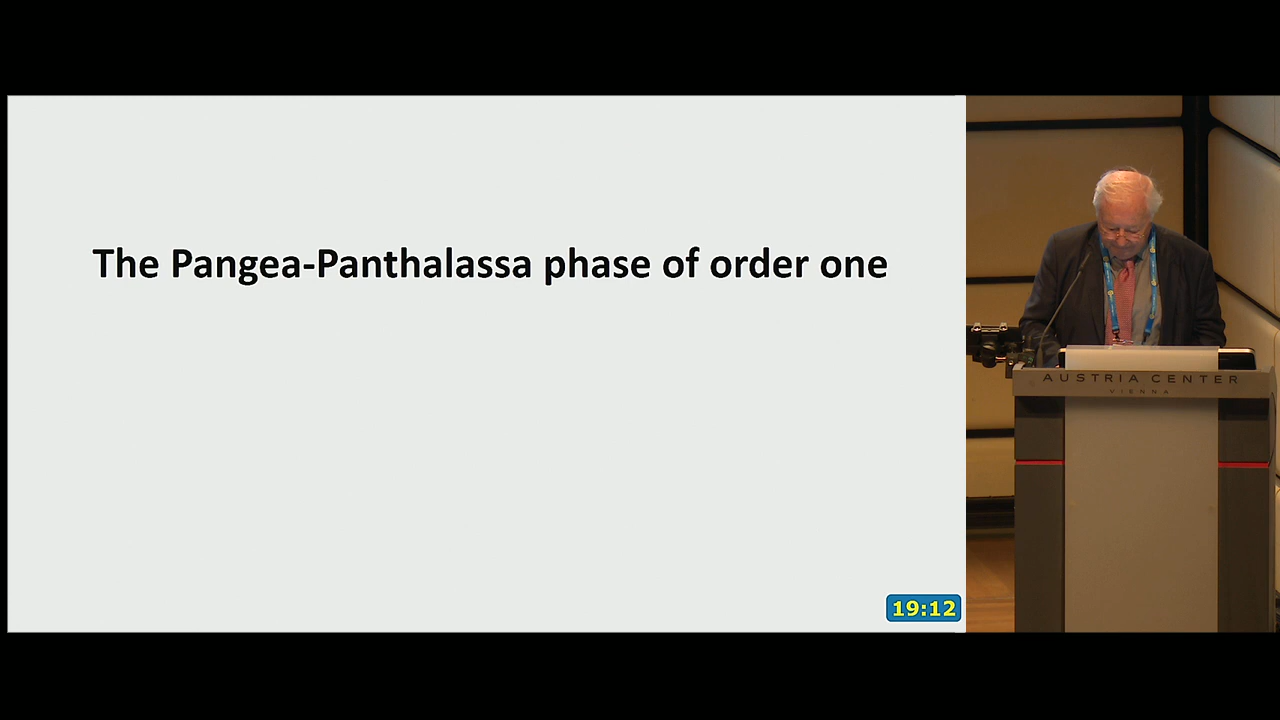 The Pangea-Panthalassa phase of order one
19:12
AUSTRIA CENTER
VIENNA